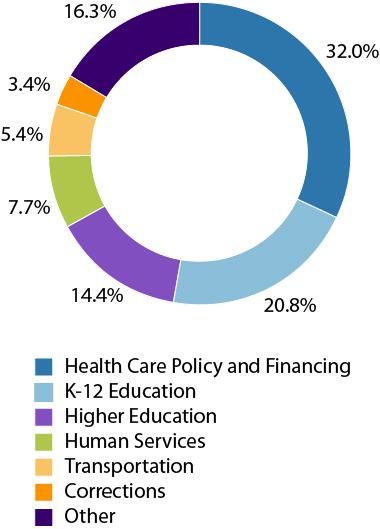 16.3%
32.0%
3.4%
5.4%
7.7%
14.4%
20.8%
Health Care Policy and Financing
K-12 Education
Higher Education
Human Services
Transportation
Corrections
Other